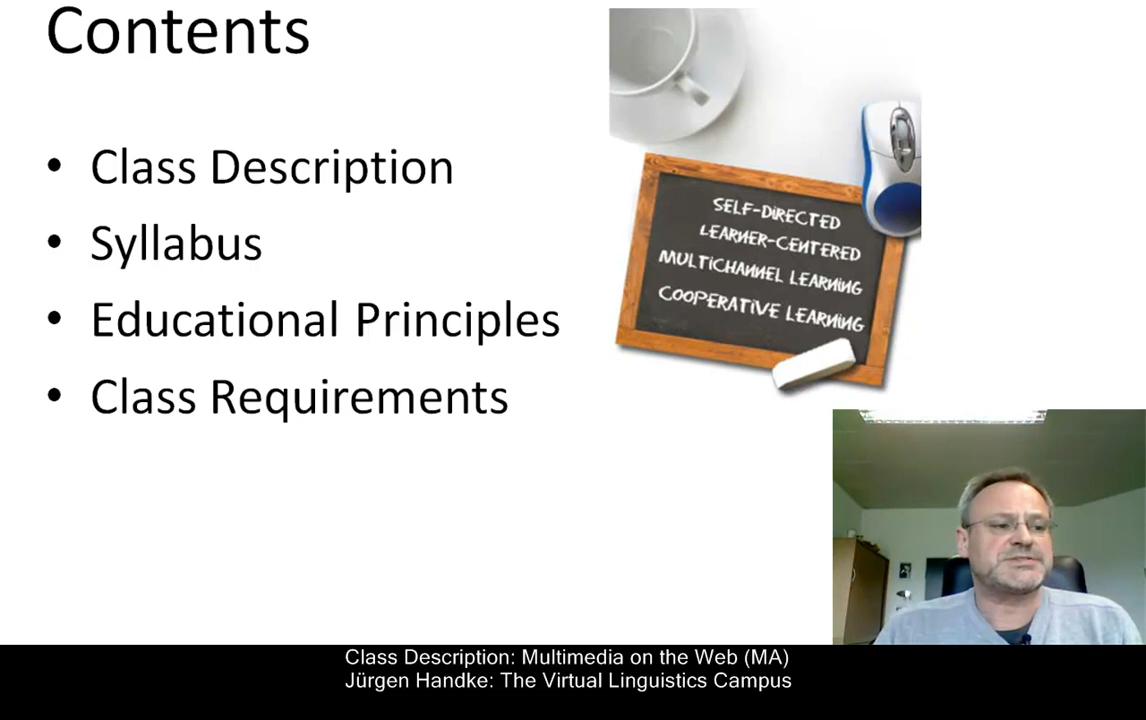 Contents
• Class Description
• Syllabus
• Educational Principles
• Class Requirements
SELF-DIRECTED
LEARNER-CENTERED
MULTICHANNEL LEARNING
COOPERATIVE LEARNING
Class Description: Multimedia on the Web (MA)
Jürgen Handke: The Virtual Linguistics Campus